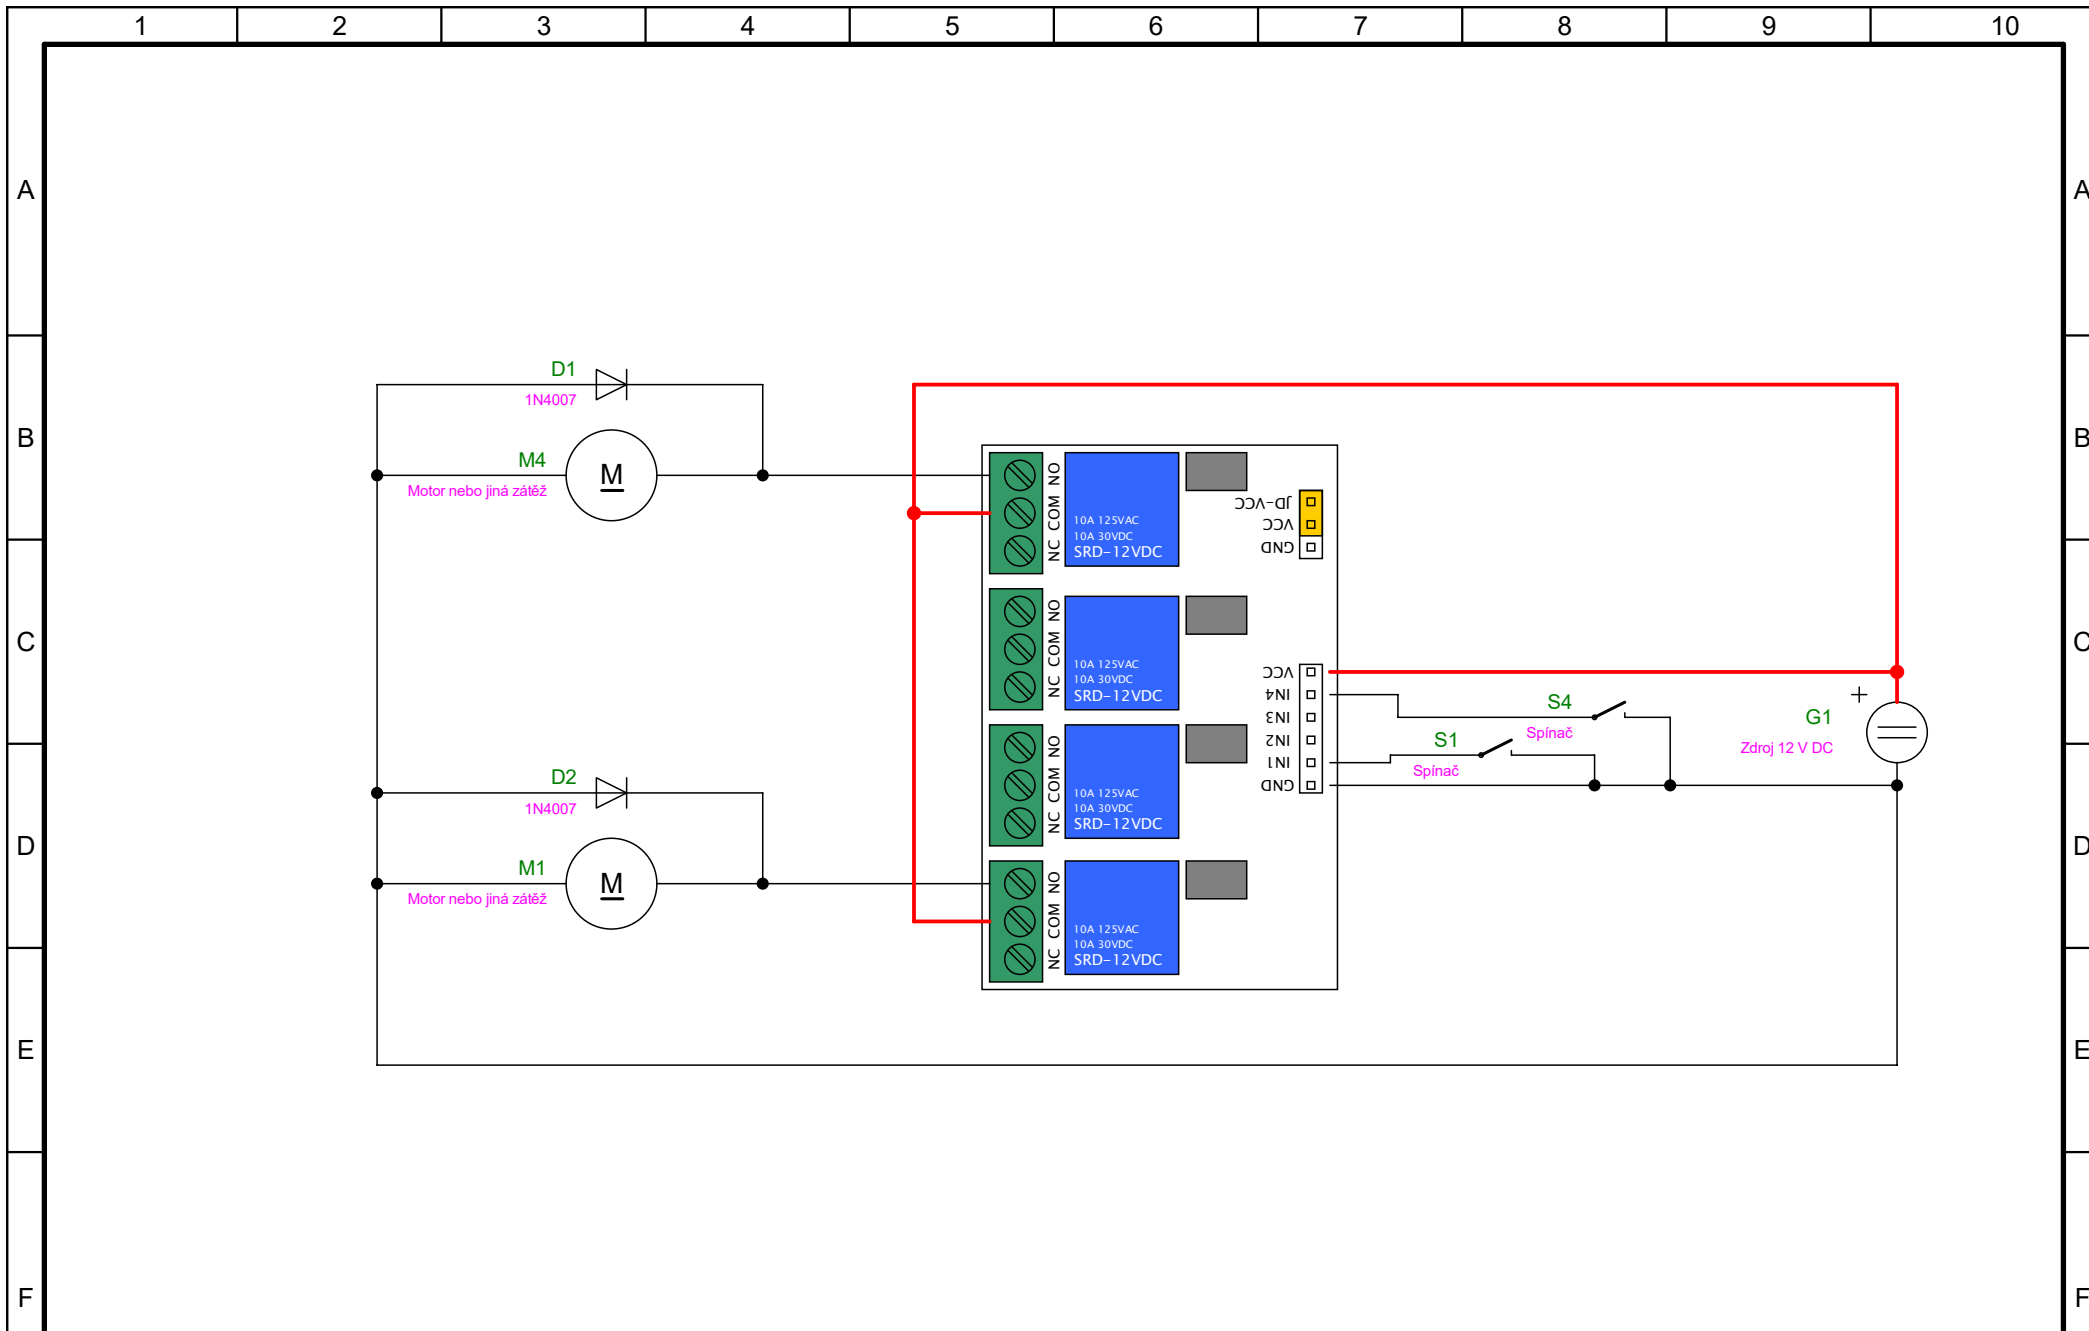 1 2 3 4 5 6 7 8 9 10
A A
D1
1N4007
B B
M4
M
Motor nebo jiná zátěž
NO
COM
NC
10A 125VAC
10A 30VDC
SRD-12VDC
JD-VCC
VCC
GND
C C
NO
COM
NC
10A 125VAC
10A 30VDC
SRD-12VDC
VCC
IN4
IN3
IN2
IN1
GND
S4
Spínač
S1
Spínač
+
G1
Zdroj 12 V DC
D2
1N4007
NO
COM
NC
10A 125VAC
10A 30VDC
SRD-12VDC
D D
M1
M
Motor nebo jiná zátěž
NO
COM
NC
10A 125VAC
10A 30VDC
SRD-12VDC
E E
F F